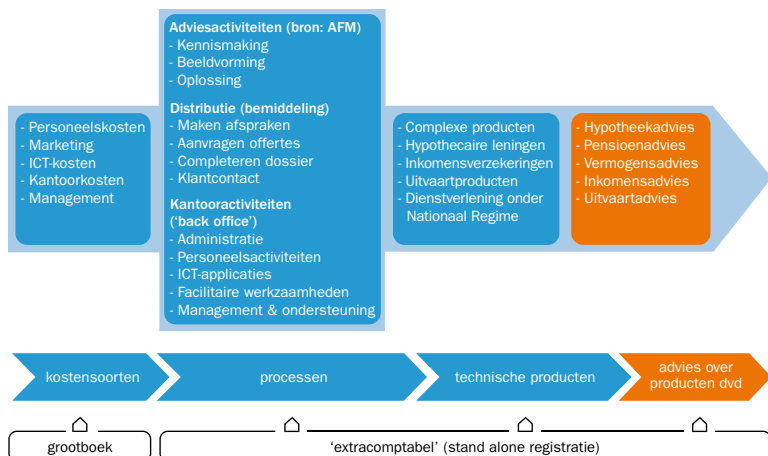 - Personeelskosten
- Marketing
- ICT-kosten
- Kantoorkosten
- Management
Adviesactiviteiten (bron: AFM)
- Kennismaking
- Beeldvorming
- Oplossing
Distributie (bemiddeling)
- Maken afspraken
- Aanvragen offertes
- Completeren dossier
- Klantcontact
Kantooractiviteiten
('back office')
- Administratie
- Personeelsactiviteiten
- ICT-applicaties
- Facilitaire werkzaamheden
- Management & ondersteuning
- Complexe producten
- Hypothecaire leningen
- Inkomensverzekeringen
- Uitvaartproducten
- Dienstverlening onder
Nationaal Regime
- Hypotheekadvies
- Pensioenadvies
- Vermogensadvies
- Inkomensadvies
- Uitvaartadvies
kostensoorten
processen
technische producten
advies over
producten dvd
grootboek
'extracomptabel' (stand alone registratie)